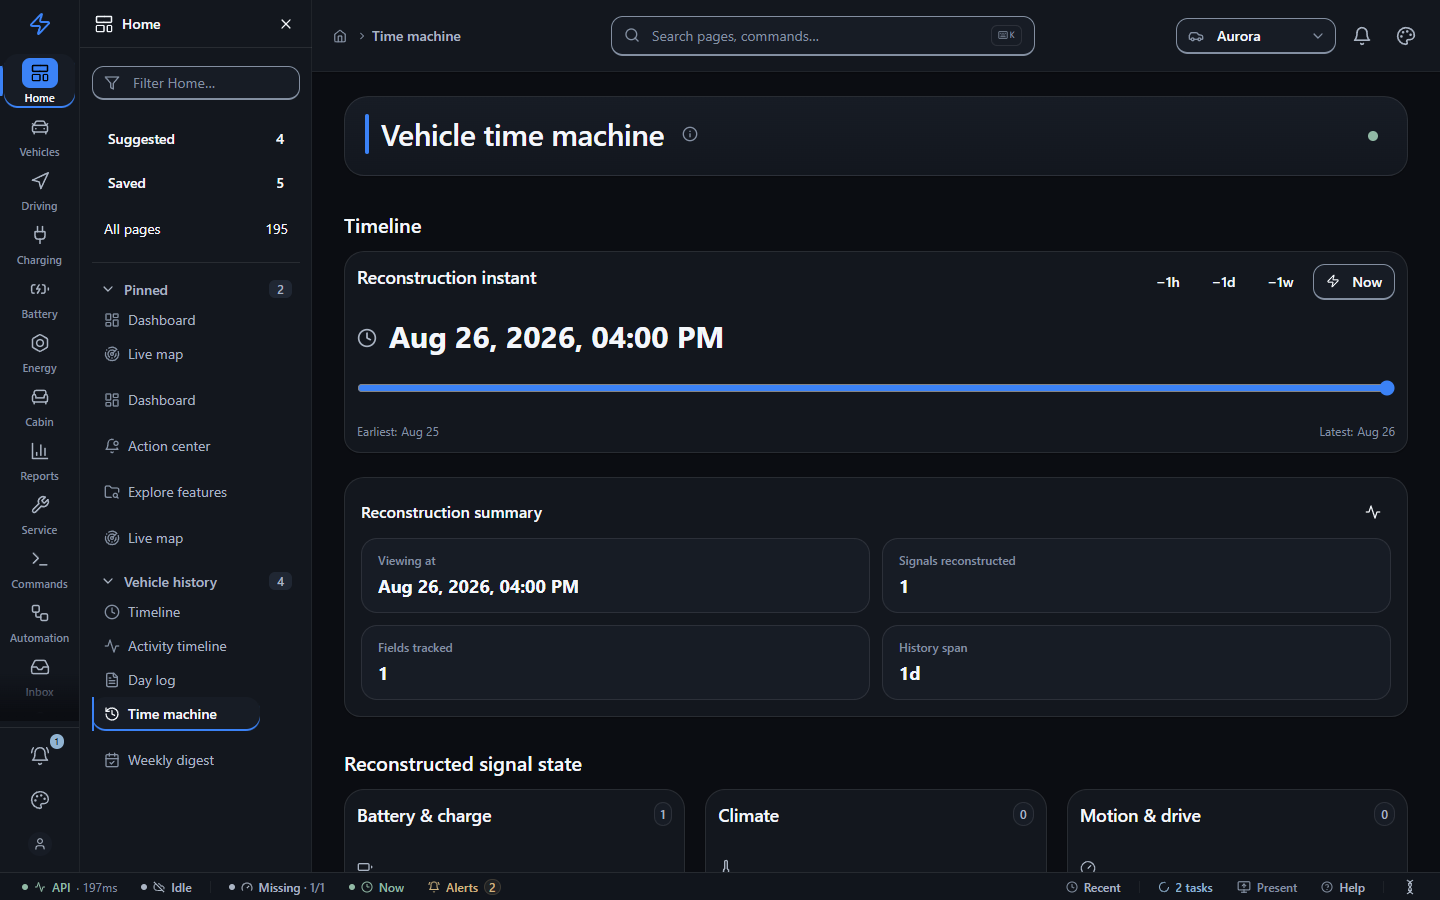 Home
Vehicles
Driving
Charging
Battery
Energy
Cabin
Reports
Service
Commands
Automation
Inbox
1
Home
Filter Home...
Suggested 4
Saved 5
All pages 195
Pinned 2
Dashboard
Live map
Dashboard
Action center
Explore features
Live map
Vehicle history 4
Timeline
Activity timeline
Day log
Time machine
Weekly digest
Time machine
Search pages, commands...
K
Aurora
Vehicle time machine
Timeline
Reconstruction instant
−1h −1d −1w Now
Aug 26, 2026, 04:00 PM
Earliest: Aug 25 Latest: Aug 26
Reconstruction summary
Viewing at
Aug 26, 2026, 04:00 PM
Signals reconstructed
1
Fields tracked
1
History span
1d
Reconstructed signal state
Battery & charge 1
Climate 0
Motion & drive 0
API · 197ms Idle Missing · 1/1 Now Alerts 2 Recent 2 tasks Present Help